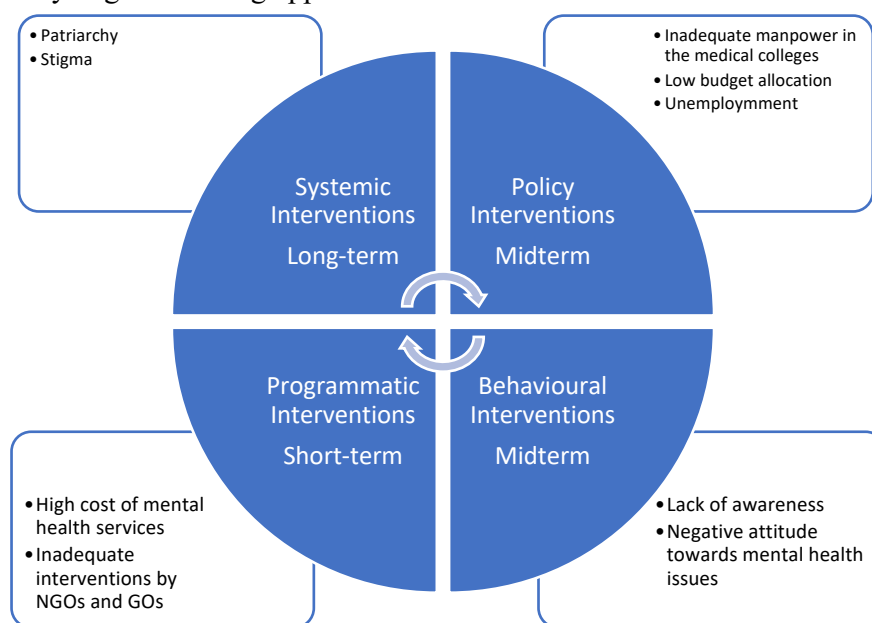 • Patriarchy
• Stigma
• Inadequate manpower in
the medical colleges
• Low budget allocation
• Unemploymment
Systemic
Interventions
Long-term
Policy
Interventions
Midterm
Programmatic
Interventions
Short-term
Behavioural
Interventions
Midterm
• High cost of mental
health services
• Inadequate
interventions by
NGOs and GOs
• Lack of awareness
• Negative attitude
towards mental health
issues